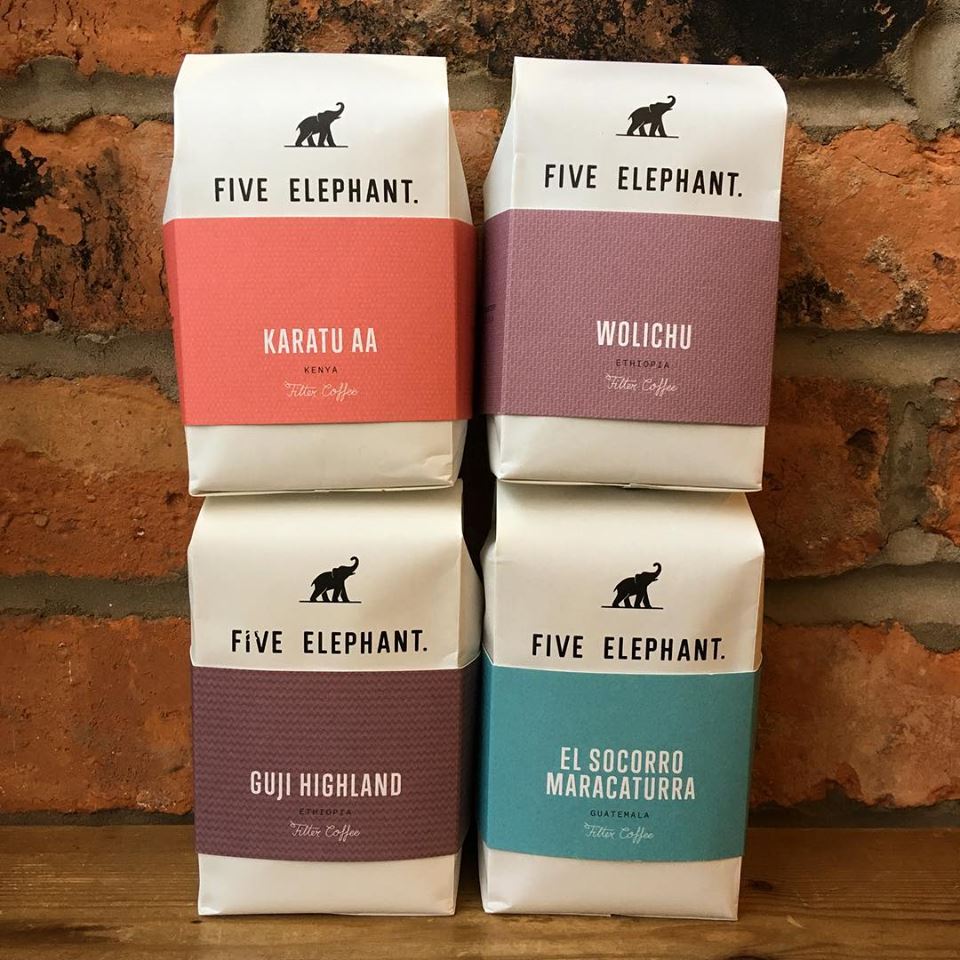 FIVE ELEPHANT.
KARATU AA
KENYA
Filter Coffee
FIVE ELEPHANT.
WOLICHU
ETHIOPIA
Filter Coffee
FIVE ELEPHANT.
GUJI HIGHLAND
ETHIOPIA
Filter Coffee
FIVE ELEPHANT.
EL SOCORRO
MARACATURRA
GUATEMALA
Filter Coffee